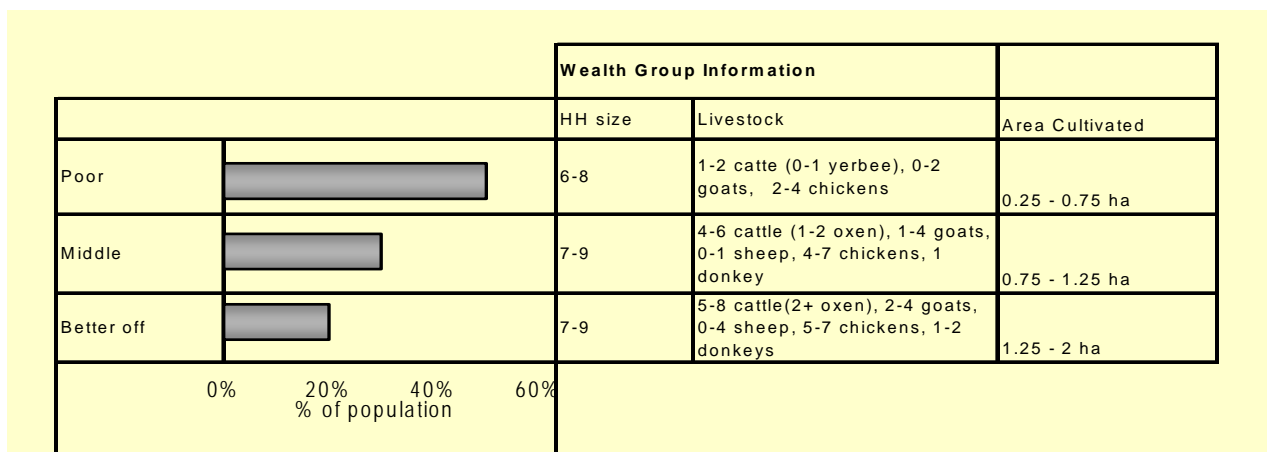 Wealth Group Information
HH size
Livestock
Area Cultivated
Poor
6-8
1-2 catte (0-1 yerbee), 0-2
goats, 2-4 chickens
0.25 - 0.75 ha
Middle
7-9
4-6 cattle (1-2 oxen), 1-4 goats,
0-1 sheep, 4-7 chickens, 1
donkey
0.75 - 1.25 ha
Better off
7-9
5-8 cattle(2+ oxen), 2-4 goats,
0-4 sheep, 5-7 chickens, 1-2
donkeys
1.25 - 2 ha
0% 20% 40% 60%
% of population